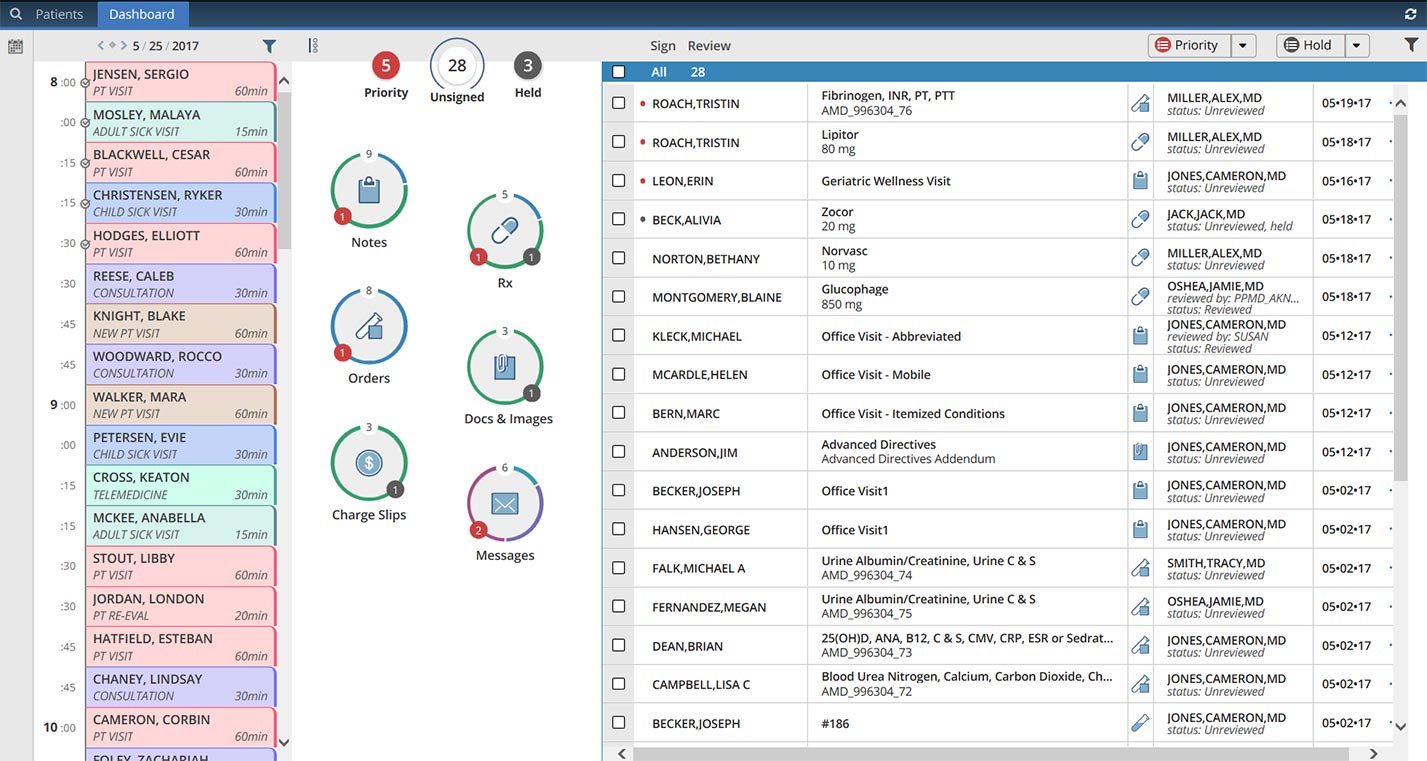 Patients Dashboard
5 / 25 / 2017
8 :00
JENSEN, SERGIO
PT VISIT 60min
:00
MOSLEY, MALAYA
ADULT SICK VISIT 15min
:15
BLACKWELL, CESAR
PT VISIT 60min
:15
CHRISTENSEN, RYKER
CHILD SICK VISIT 30min
:30
HODGES, ELLIOTT
PT VISIT 60min
:30
REESE, CALEB
CONSULTATION 30min
:45
KNIGHT, BLAKE
NEW PT VISIT 60min
:45
WOODWARD, ROCCO
CONSULTATION 30min
9 :00
WALKER, MARA
NEW PT VISIT 60min
:00
PETERSEN, EVIE
CHILD SICK VISIT 30min
:15
CROSS, KEATON
TELEMEDICINE 30min
:15
MCKEE, ANABELLA
ADULT SICK VISIT 15min
:30
STOUT, LIBBY
PT VISIT 60min
:30
JORDAN, LONDON
PT RE-EVAL 20min
:45
HATFIELD, ESTEBAN
PT VISIT 60min
:45
CHANEY, LINDSAY
CONSULTATION 30min
10 :00
CAMERON, CORBIN
PT VISIT 60min
FOLEY, ZACHARIAH
5
Priority
28
Unsigned
3
Held
9
1
Notes
5
1 1
Rx
8
1
Orders
3
1
Docs & Images
3
$
1
Charge Slips
6
2
Messages
Sign Review
Priority Hold
All 28
ROACH,TRISTIN
Fibrinogen, INR, PT, PTT
AMD_996304_76
MILLER,ALEX,MD
status: Unreviewed
05•19•17
ROACH,TRISTIN
Lipitor
80 mg
MILLER,ALEX,MD
status: Unreviewed
05•18•17
LEON,ERIN
Geriatric Wellness Visit
JONES,CAMERON,MD
status: Unreviewed
05•16•17
BECK,ALIVIA
Zocor
20 mg
JACK,JACK,MD
status: Unreviewed, held
05•18•17
NORTON,BETHANY
Norvasc
10 mg
MILLER,ALEX,MD
status: Unreviewed
05•18•17
MONTGOMERY,BLAINE
Glucophage
850 mg
OSHEA,JAMIE,MD
reviewed by: PPMD_AKN...
status: Reviewed
05•18•17
KLECK,MICHAEL
Office Visit - Abbreviated
JONES,CAMERON,MD
reviewed by: SUSAN
status: Reviewed
05•12•17
MCARDLE,HELEN
Office Visit - Mobile
JONES,CAMERON,MD
status: Unreviewed
05•12•17
BERN,MARC
Office Visit - Itemized Conditions
JONES,CAMERON,MD
status: Unreviewed
05•12•17
ANDERSON,JIM
Advanced Directives
Advanced Directives Addendum
JONES,CAMERON,MD
status: Unreviewed
05•12•17
BECKER,JOSEPH
Office Visit1
JONES,CAMERON,MD
status: Unreviewed
05•02•17
HANSEN,GEORGE
Office Visit1
JONES,CAMERON,MD
status: Unreviewed
05•02•17
FALK,MICHAEL A
Urine Albumin/Creatinine, Urine C & S
AMD_996304_74
SMITH,TRACY,MD
status: Unreviewed
05•02•17
FERNANDEZ,MEGAN
Urine Albumin/Creatinine, Urine C & S
AMD_996304_75
OSHEA,JAMIE,MD
status: Unreviewed
05•02•17
DEAN,BRIAN
25(OH)D, ANA, B12, C & S, CMV, CRP, ESR or Sedrat...
AMD_996304_73
JONES,CAMERON,MD
status: Unreviewed
05•02•17
CAMPBELL,LISA C
Blood Urea Nitrogen, Calcium, Carbon Dioxide, Ch...
AMD_996304_72
JONES,CAMERON,MD
status: Unreviewed
05•02•17
BECKER,JOSEPH
#186
JONES,CAMERON,MD
status: Unreviewed
05•02•17